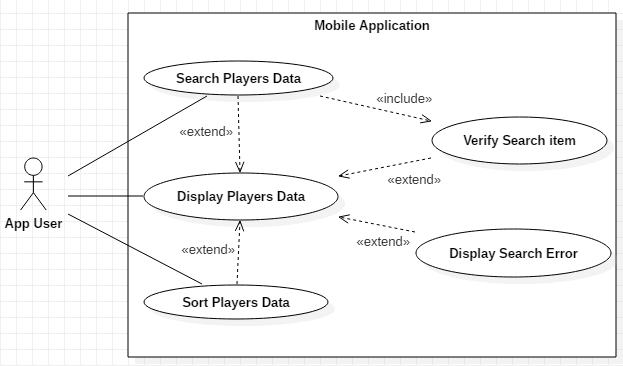 Mobile Application
Search Players Data
«include»
«extend»
Verify Search item
«extend»
Display Players Data
App User
«extend»
«extend»
Display Search Error
Sort Players Data